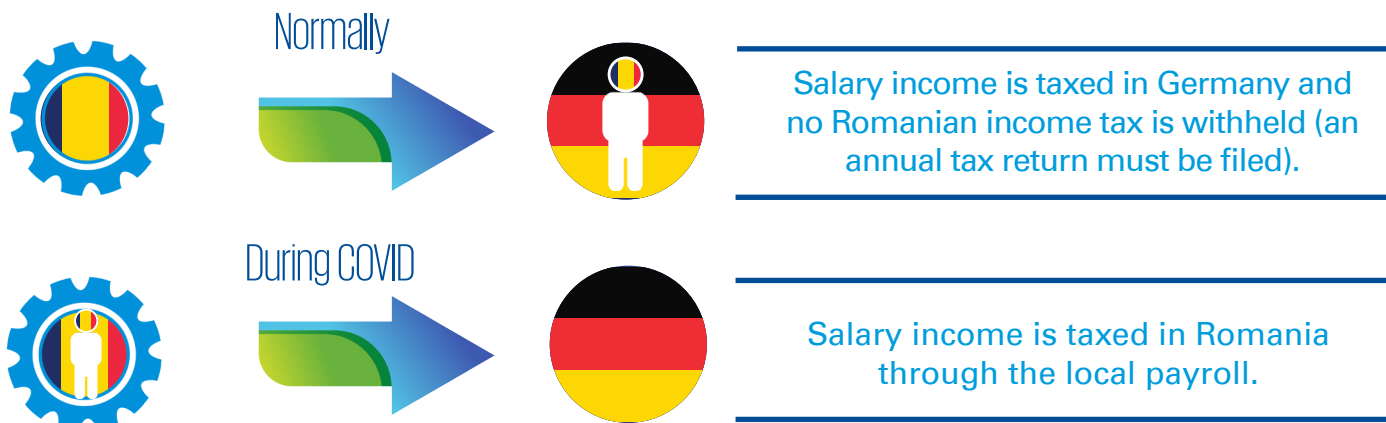 Normally
Salary income is taxed in Germany and
no Romanian income tax is withheld (an
annual tax return must be filed).
During COVID
Salary income is taxed in Romania
through the local payroll.